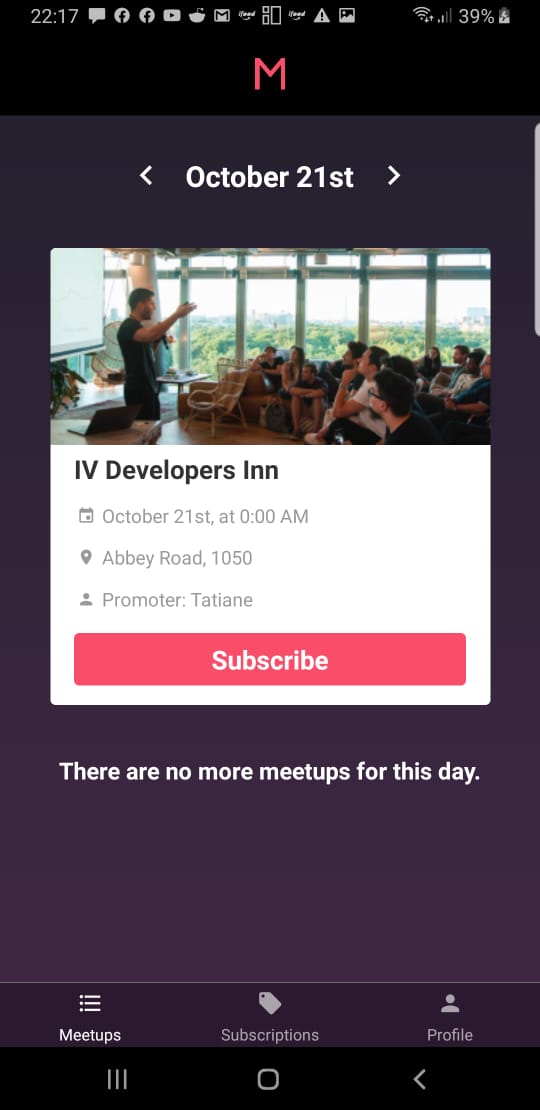 22:17 39%
M
October 21st
IV Developers Inn
October 21st, at 0:00 AM
Abbey Road, 1050
Promoter: Tatiane
Subscribe
There are no more meetups for this day.
Meetups Subscriptions Profile